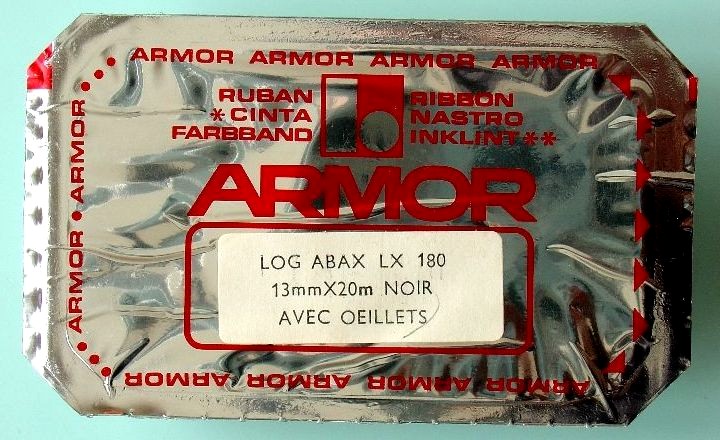 ARMOR ARMOR ARMOR ARMOR
ARMOR • ARMOR
RUBAN
* CINTA
FARBBAND
RIBBON
NASTRO
INKLINT **
ARMOR
LOG ABAX LX 180
13mmX20m NOIR
AVEC OEILLETS
ARMOR ARMOR ARMOR ARMOR